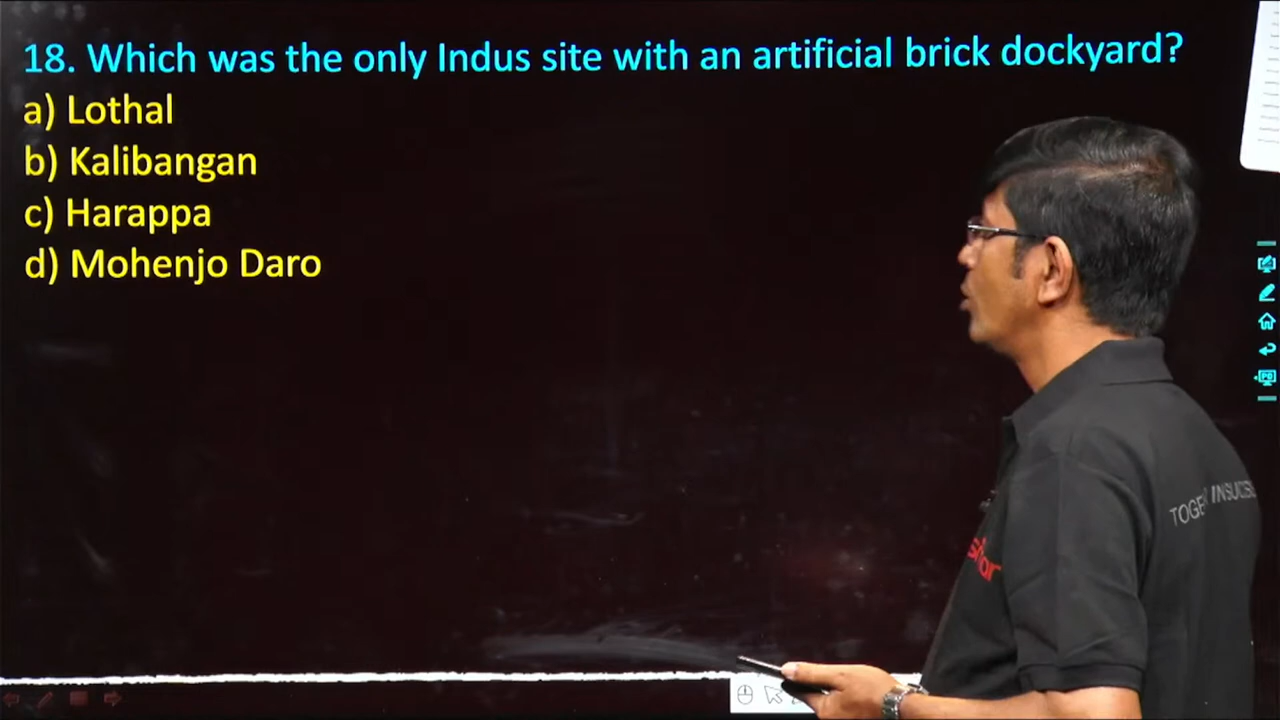 18. Which was the only Indus site with an artificial brick dockyard?
a) Lothal
b) Kalibangan
c) Harappa
d) Mohenjo Daro